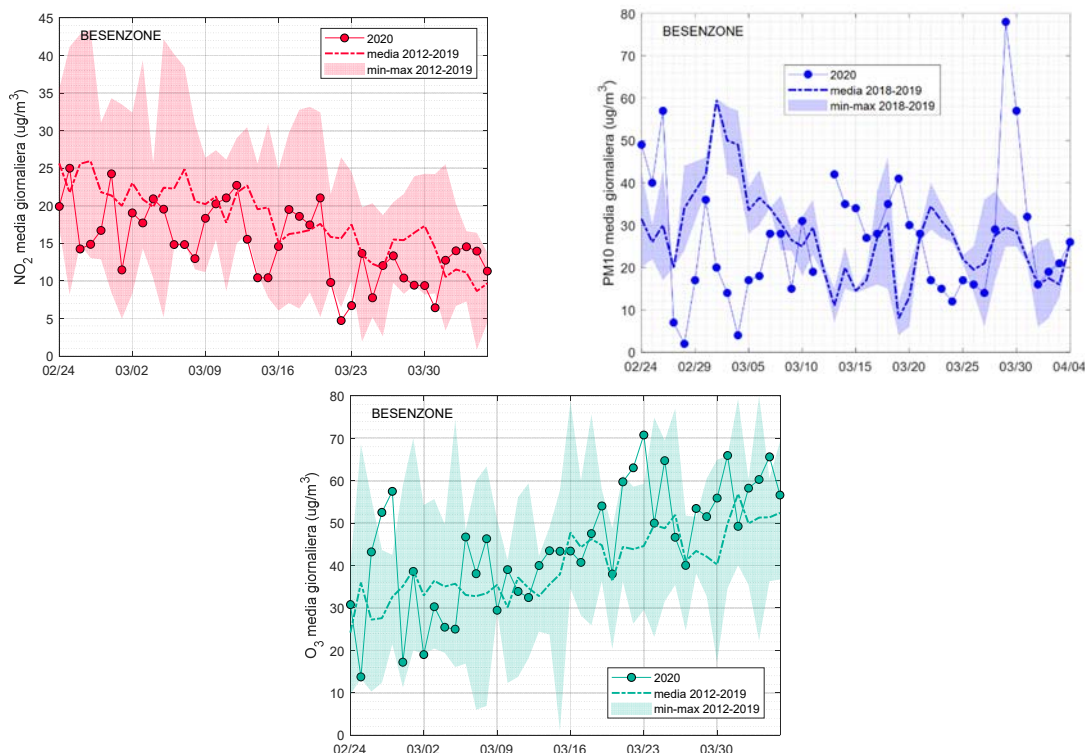 BESENZONE
2020
media 2012-2019
min-max 2012-2019
NO2 media giornaliera (ug/m3)
45
40
35
30
25
20
15
10
5
0
02/24 03/02 03/09 03/16 03/23 03/30
BESENZONE
2020
media 2018-2019
min-max 2018-2019
PM10 media giornaliera (ug/m3)
80
70
60
50
40
30
20
10
0
02/24 02/29 03/05 03/10 03/15 03/20 03/25 03/30 04/04
BESENZONE
2020
media 2012-2019
min-max 2012-2019
O3 media giornaliera (ug/m3)
80
70
60
50
40
30
20
10
0
02/24 03/02 03/09 03/16 03/23 03/30